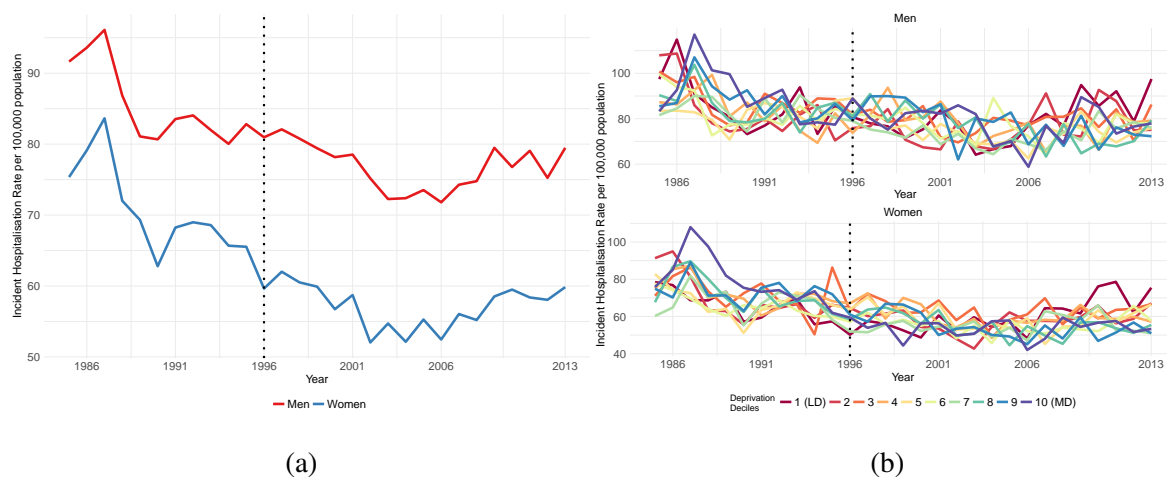 Incident Hospitalisation Rate per 100,000 population
90
80
70
60
50
1986 1991 1996 2001 2006 2013
Year
Men Women
(a)
Incident Hospitalisation Rate per 100,000 population
Men
100
80
60
1986 1991 1996 2001 2006 2013
Year
Women
100
80
60
40
1986 1991 1996 2001 2006 2013
Year
Deprivation
Deciles 1 (LD) 2 3 4 5 6 7 8 9 10 (MD)
(b)